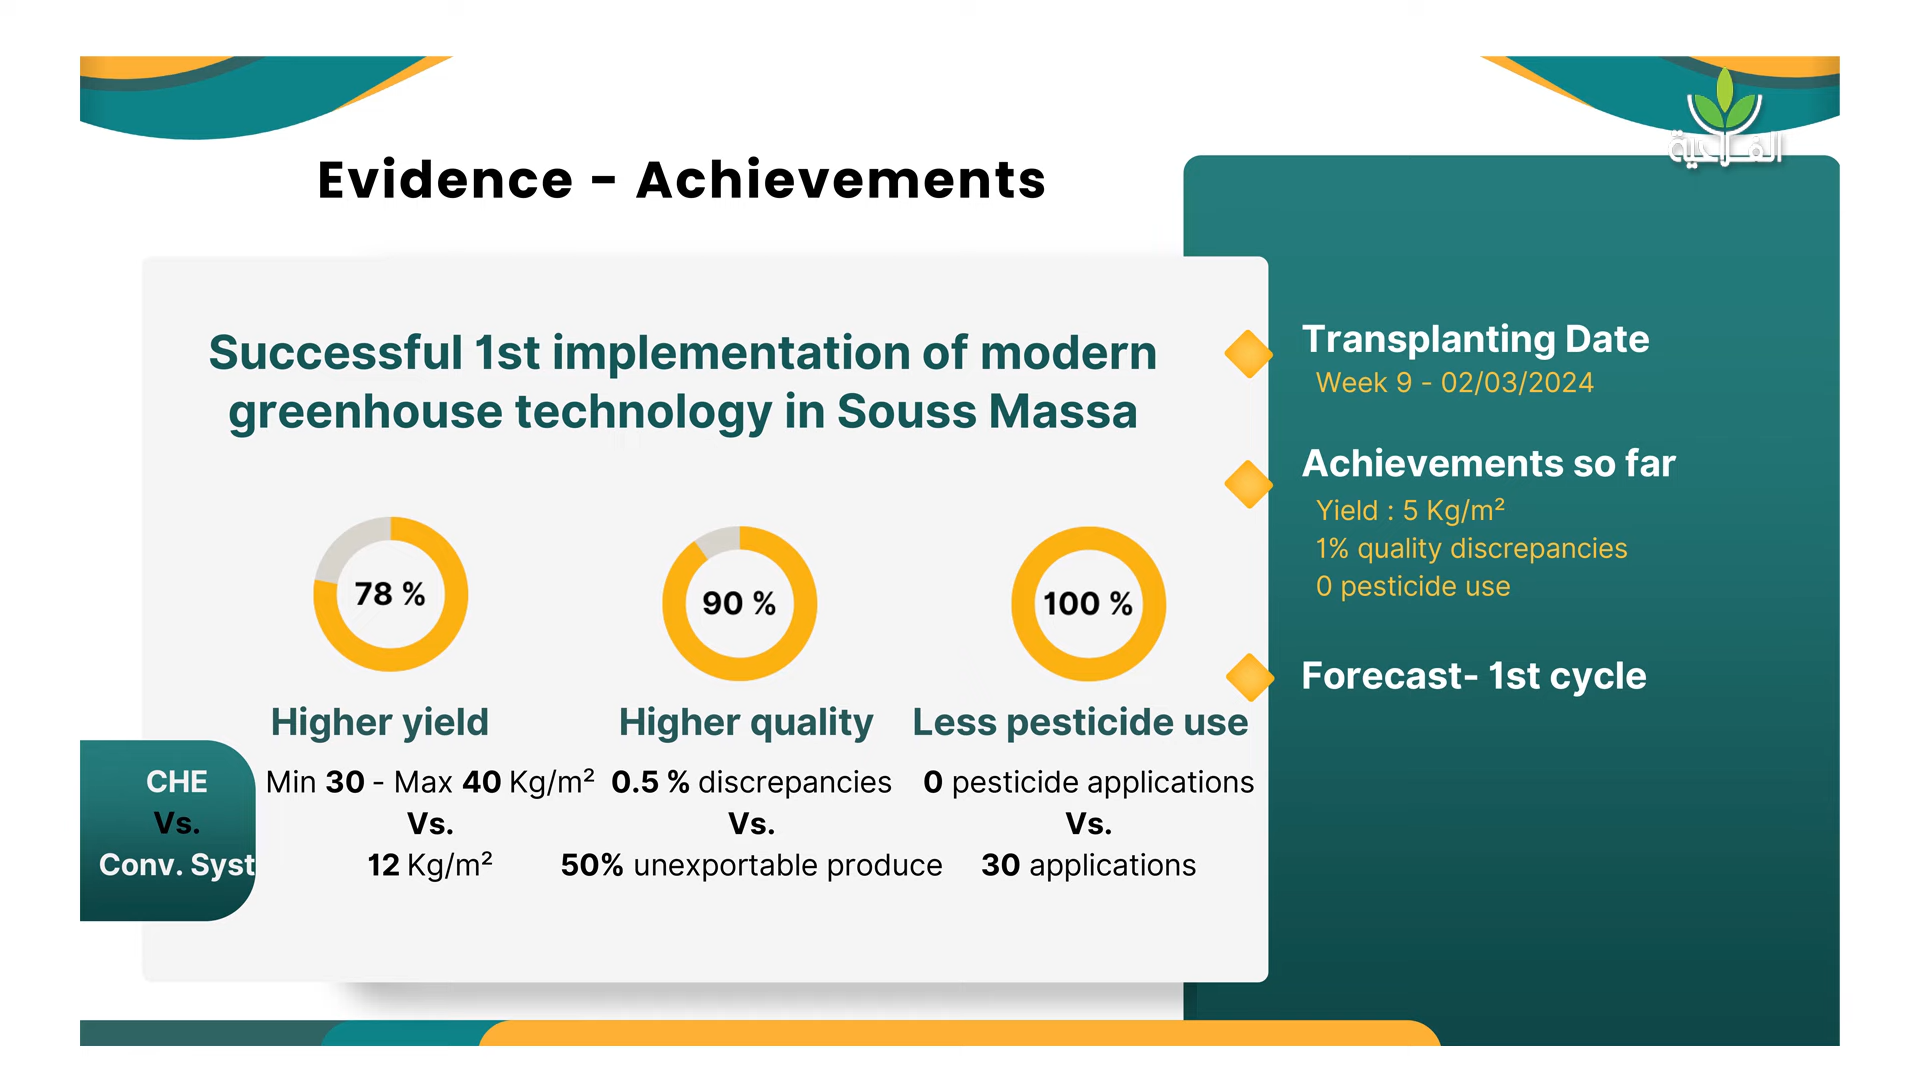 الفلاحية
Evidence - Achievements
Successful 1st implementation of modern
greenhouse technology in Souss Massa
78 %
90 %
100 %
Higher yield
Higher quality
Less pesticide use
CHE
Vs.
Conv. Syst
Min 30 - Max 40 Kg/m²
Vs.
12 Kg/m²
0.5 % discrepancies
Vs.
50% unexportable produce
0 pesticide applications
Vs.
30 applications
Transplanting Date
Week 9 - 02/03/2024
Achievements so far
Yield : 5 Kg/m²
1% quality discrepancies
0 pesticide use
Forecast- 1st cycle